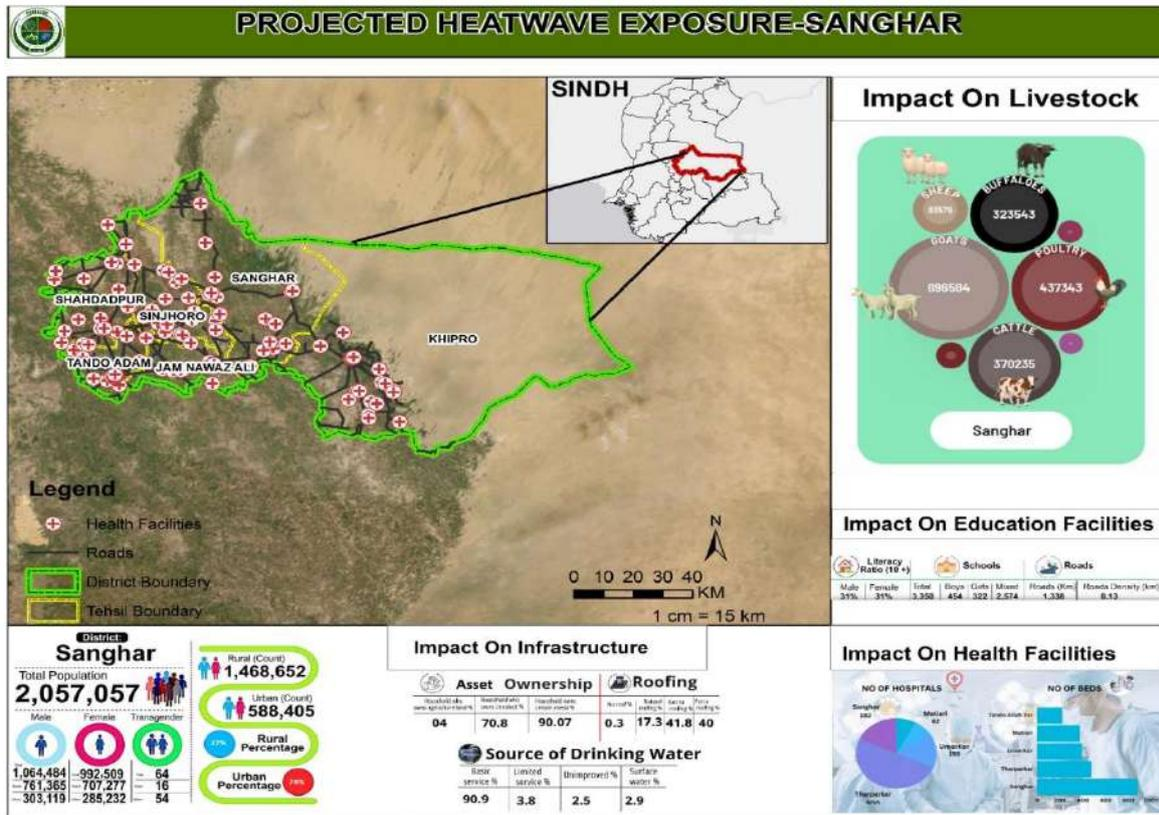 PROJECTED HEATWAVE EXPOSURE-SANGHAR
SINDH
SANGHAR
SHAHDADPUR
SINJHORO
KHIPRO
TANDO ADAM
JAM NAWAZ ALI
Legend
Health Facilities
Roads
District Boundary
Tehsil Boundary
N
0 10 20 30 40
KM
1 cm = 15 km
Impact On Livestock
SHEEP
BUFFALOES
323543
GOATS
POULTRY
437343
CATTLE
370235
Sanghar
Impact On Education Facilities
Literacy Ratio (10 +)
Schools
Roads
Male Female Total Boys Girls Mixed Roads (Km) Roads Density (km)
31% 31% 3,350 454 322 2,574 1,338
District:
Sanghar
Total Population
2,057,057
Male Female Transgender
1,064,484 992,509 64
761,365 707,277 16
303,119 285,232 54
Rural (Count)
1,468,652
Urban (Count)
588,405
Rural Percentage
Urban Percentage
Impact On Infrastructure
Asset Ownership
Roofing
04 70.8 90.07 0.3 17.3 41.8 40
Source of Drinking Water
Basic service % Limited service % Unimproved % Surface water %
90.9 3.8 2.5 2.9
Impact On Health Facilities
NO OF HOSPITALS
Sanghar
Matiari
Umerkot
Tharparkar
NO OF BEDS
Matiari
Umerkot
Tharparkar
Sanghar